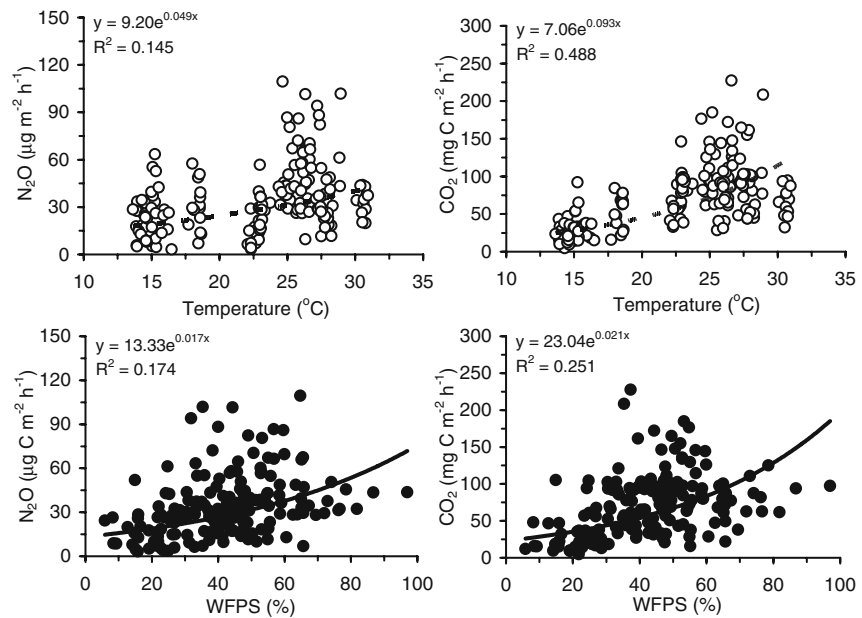 y = 9.20e^0.049x
R² = 0.145
150
120
90
60
30
0
N₂O (µg m⁻² h⁻¹)
10 15 20 25 30 35
Temperature (°C)
y = 7.06e^0.093x
R² = 0.488
300
250
200
150
100
50
0
CO₂ (mg C m⁻² h⁻¹)
10 15 20 25 30 35
Temperature (°C)
y = 13.33e^0.017x
R² = 0.174
150
120
90
60
30
0
N₂O (µg C m⁻² h⁻¹)
0 20 40 60 80 100
WFPS (%)
y = 23.04e^0.021x
R² = 0.251
300
250
200
150
100
50
0
CO₂ (mg C m⁻² h⁻¹)
0 20 40 60 80 100
WFPS (%)